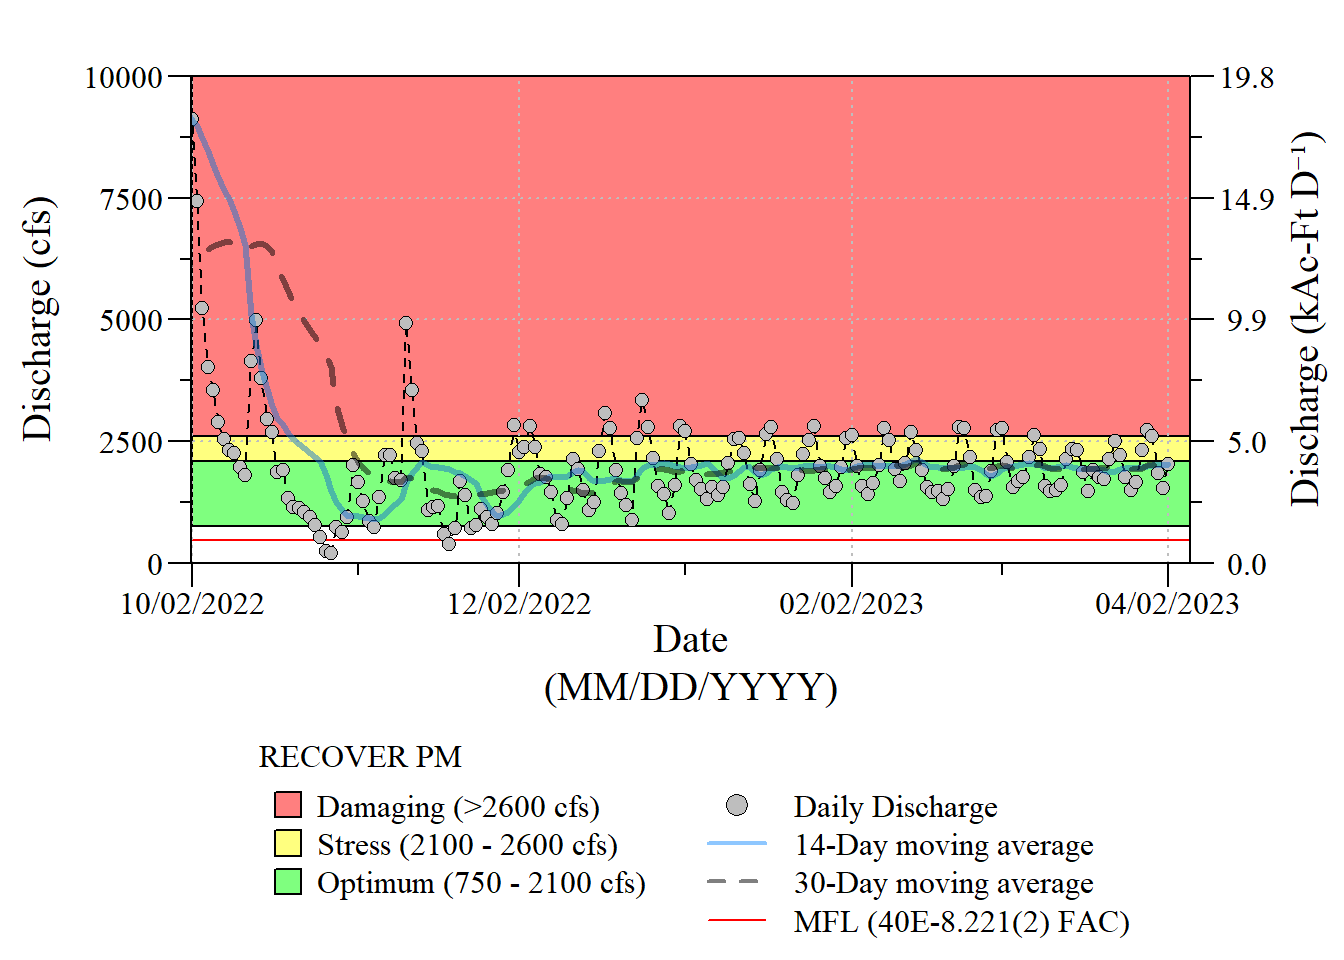 10000
7500
5000
2500
0
Discharge (cfs)
19.8
14.9
9.9
5.0
0.0
Discharge (kAc-Ft D⁻¹)
10/02/2022
12/02/2022
02/02/2023
04/02/2023
Date
(MM/DD/YYYY)
RECOVER PM
Damaging (>2600 cfs)
Stress (2100 - 2600 cfs)
Optimum (750 - 2100 cfs)
Daily Discharge
14-Day moving average
30-Day moving average
MFL (40E-8.221(2) FAC)